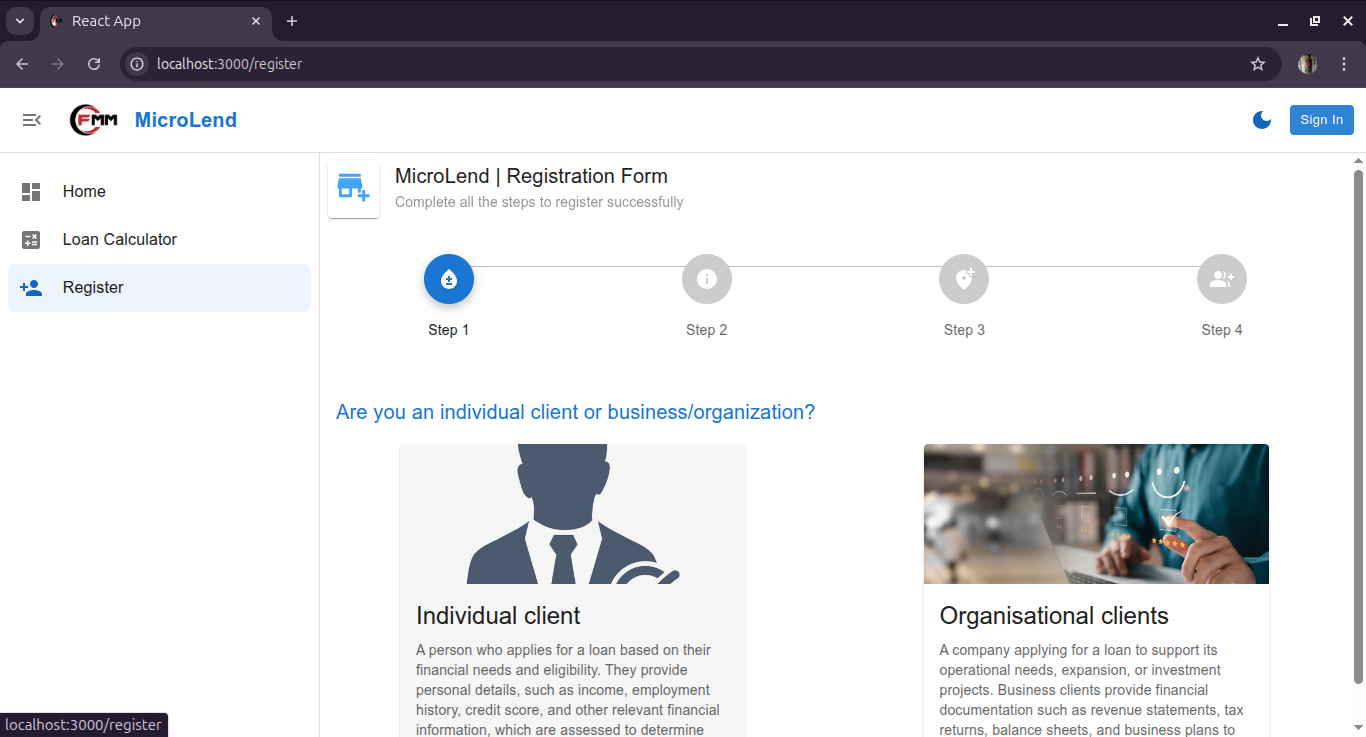 React App
localhost:3000/register
FMM
MicroLend
Sign In
Home
Loan Calculator
Register
MicroLend | Registration Form
Complete all the steps to register successfully
Step 1
Step 2
Step 3
Step 4
Are you an individual client or business/organization?
Individual client
A person who applies for a loan based on their
financial needs and eligibility. They provide
personal details, such as income, employment
history, credit score, and other relevant financial
information, which are assessed to determine
Organisational clients
A company applying for a loan to support its
operational needs, expansion, or investment
projects. Business clients provide financial
documentation such as revenue statements, tax
returns, balance sheets, and business plans to
localhost:3000/register